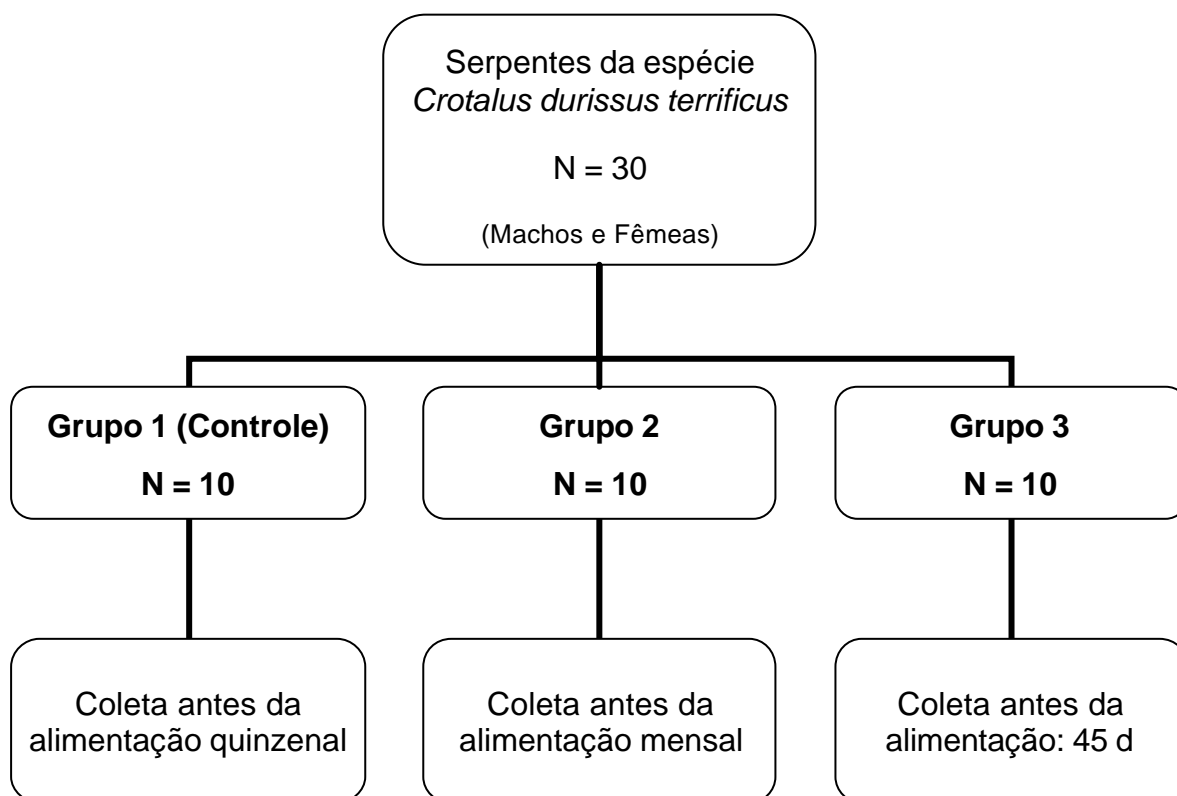 Serpentes da espécie
Crotalus durissus terrificus
N = 30
(Machos e Fêmeas)
Grupo 1 (Controle)
N = 10
Grupo 2
N = 10
Grupo 3
N = 10
Coleta antes da
alimentação quinzenal
Coleta antes da
alimentação mensal
Coleta antes da
alimentação: 45 d